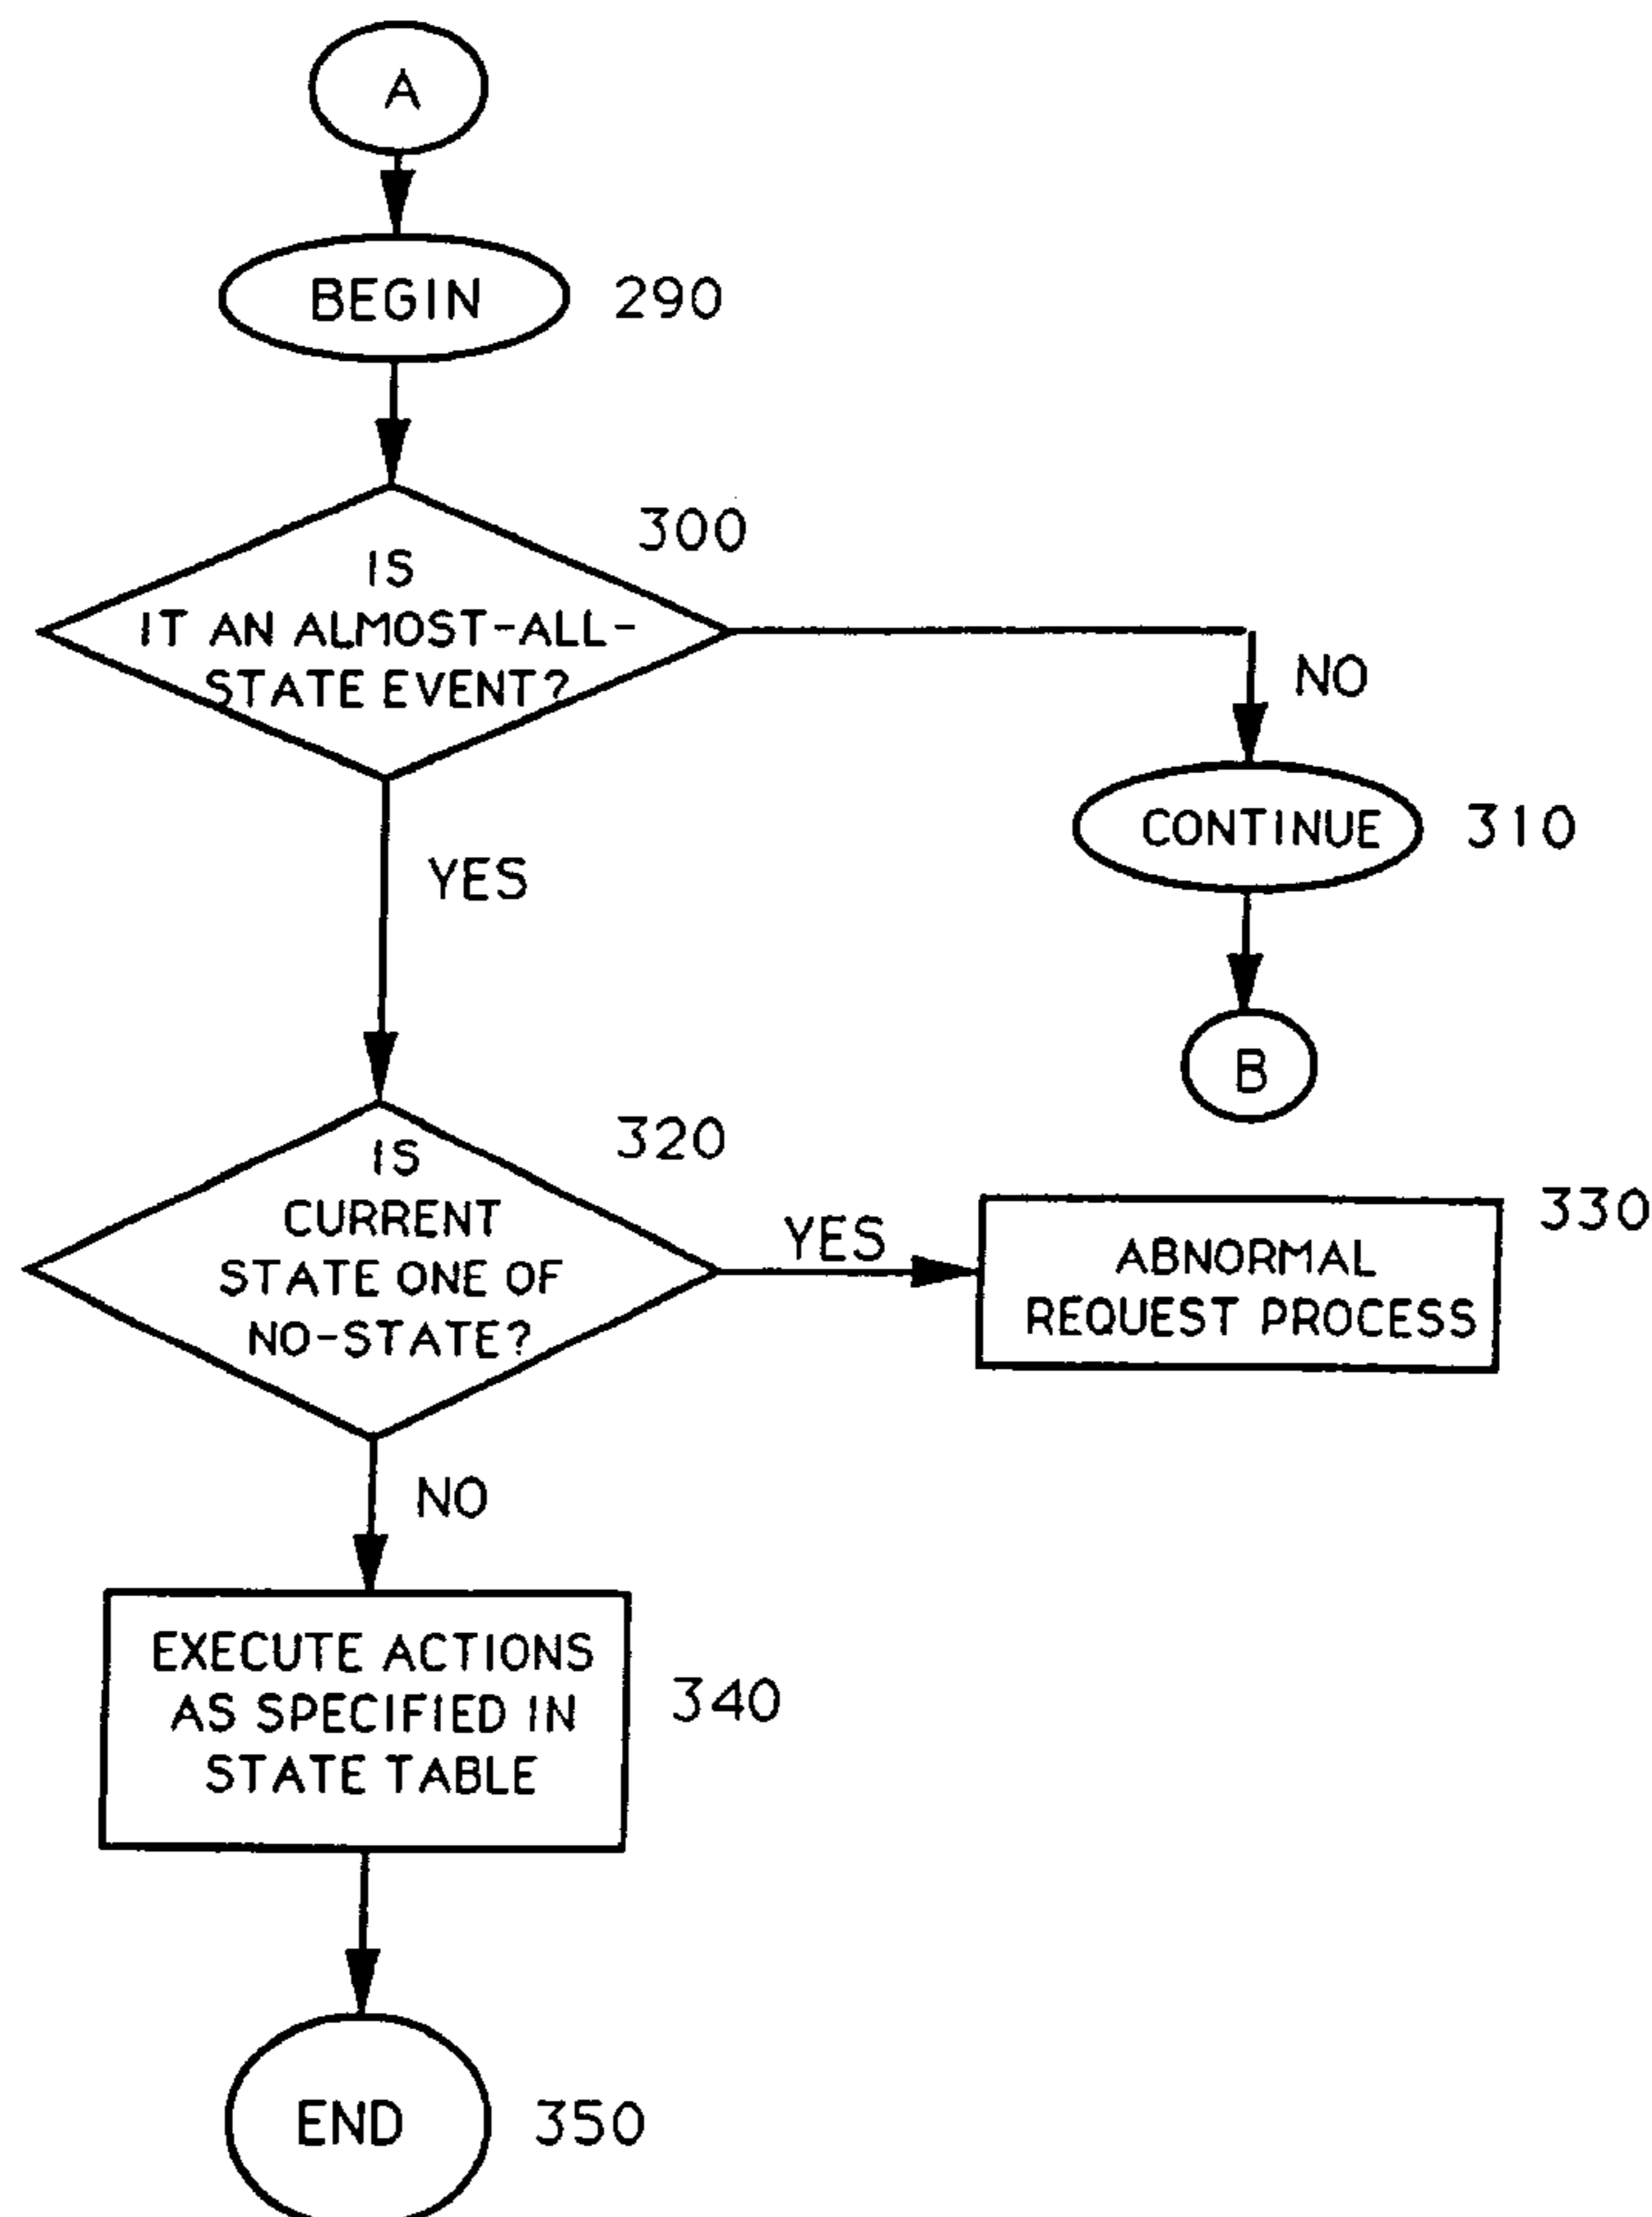 A
BEGIN 290
300
IS
IT AN ALMOST-ALL-
STATE EVENT?
NO
CONTINUE 310
YES
B
320
IS
CURRENT
STATE ONE OF
NO-STATE?
YES
330
ABNORMAL
REQUEST PROCESS
NO
EXECUTE ACTIONS
AS SPECIFIED IN
STATE TABLE
340
END 350